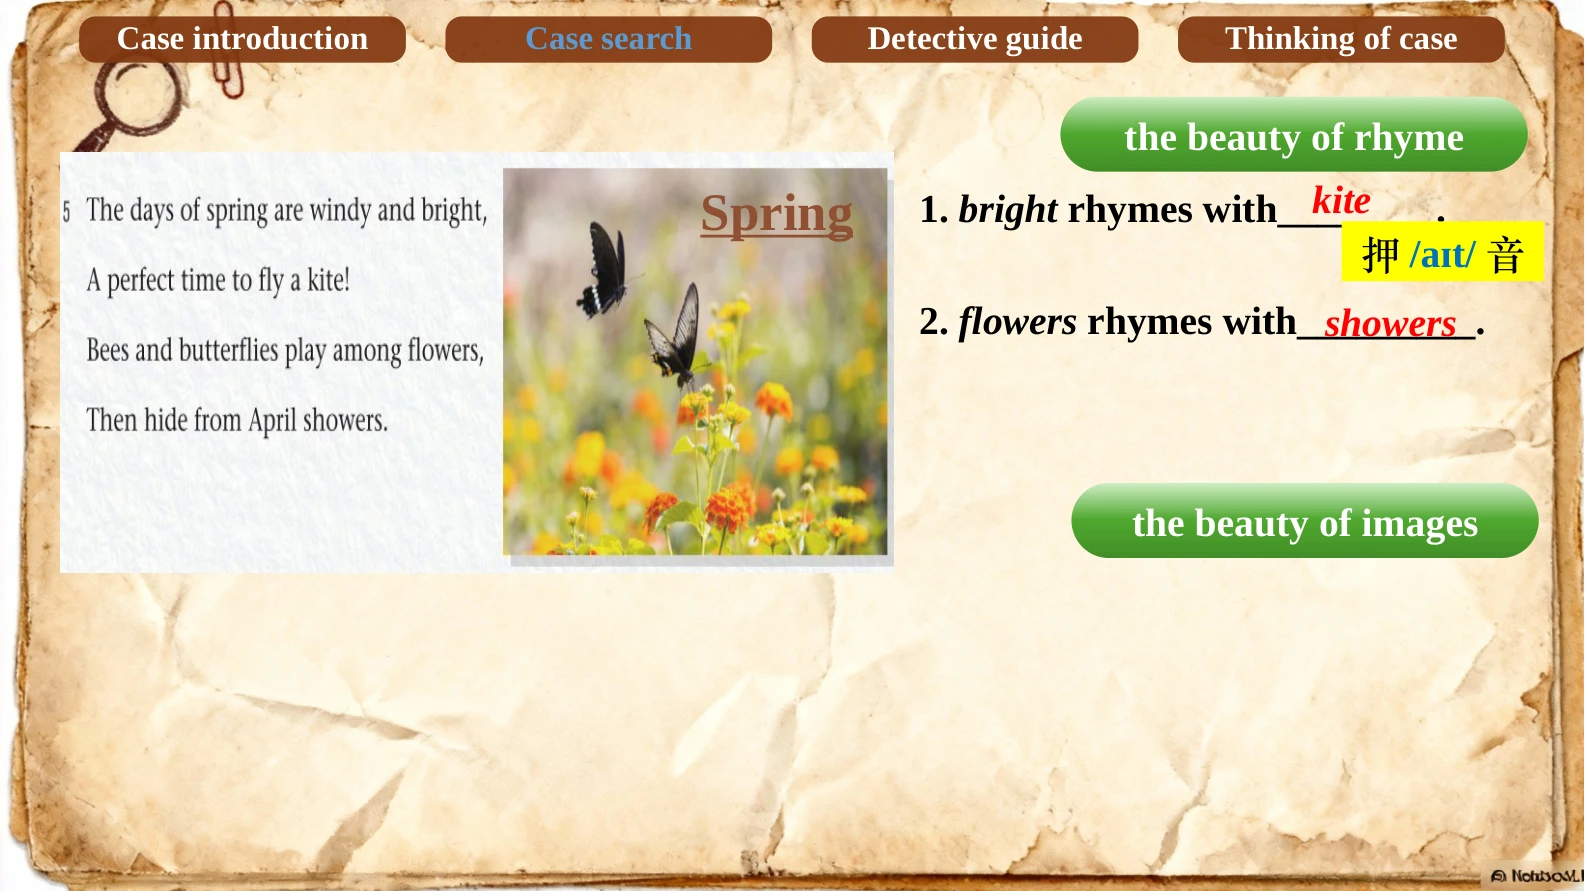 Case introduction
Case search
Detective guide
Thinking of case
the beauty of rhyme
5 The days of spring are windy and bright,
A perfect time to fly a kite!
Bees and butterflies play among flowers,
Then hide from April showers.
Spring
1. bright rhymes with kite.
押 /aɪt/ 音
2. flowers rhymes with showers.
the beauty of images